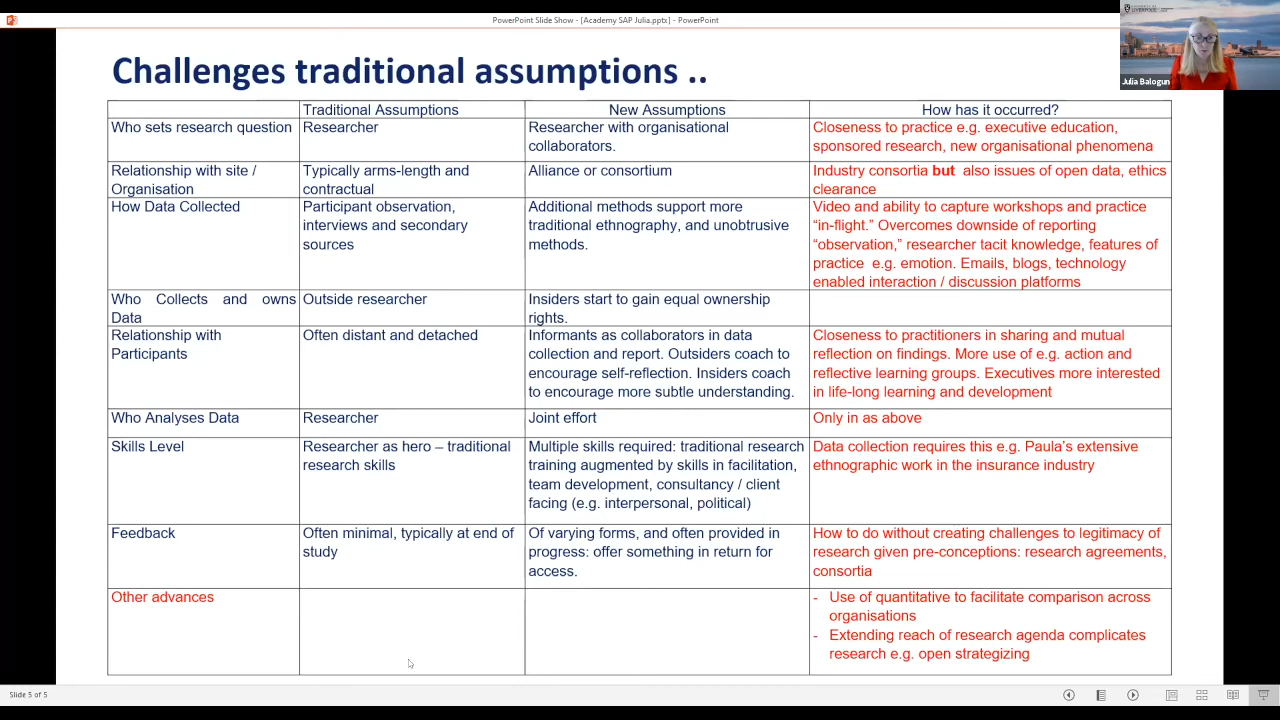 PowerPoint Slide Show - [Academy SAP Julia.pptx] - PowerPoint
UNIVERSITY OF
LIVERPOOL
Julia Balogun
Challenges traditional assumptions ..
Traditional Assumptions
New Assumptions
How has it occurred?
Who sets research question
Researcher
Researcher with organisational
collaborators.
Closeness to practice e.g. executive education,
sponsored research, new organisational phenomena
Relationship with site /
Organisation
Typically arms-length and
contractual
Alliance or consortium
Industry consortia but also issues of open data, ethics
clearance
How Data Collected
Participant observation,
interviews and secondary
sources
Additional methods support more
traditional ethnography, and unobtrusive
methods.
Video and ability to capture workshops and practice
“in-flight.” Overcomes downside of reporting
“observation,” researcher tacit knowledge, features of
practice e.g. emotion. Emails, blogs, technology
enabled interaction / discussion platforms
Who Collects and owns
Data
Outside researcher
Insiders start to gain equal ownership
rights.
Relationship with
Participants
Often distant and detached
Informants as collaborators in data
collection and report. Outsiders coach to
encourage self-reflection. Insiders coach
to encourage more subtle understanding.
Closeness to practitioners in sharing and mutual
reflection on findings. More use of e.g. action and
reflective learning groups. Executives more interested
in life-long learning and development
Who Analyses Data
Researcher
Joint effort
Only in as above
Skills Level
Researcher as hero – traditional
research skills
Multiple skills required: traditional research
training augmented by skills in facilitation,
team development, consultancy / client
facing (e.g. interpersonal, political)
Data collection requires this e.g. Paula’s extensive
ethnographic work in the insurance industry
Feedback
Often minimal, typically at end of
study
Of varying forms, and often provided in
progress: offer something in return for
access.
How to do without creating challenges to legitimacy of
research given pre-conceptions: research agreements,
consortia
Other advances
- Use of quantitative to facilitate comparison across
organisations
- Extending reach of research agenda complicates
research e.g. open strategizing
Slide 5 of 5